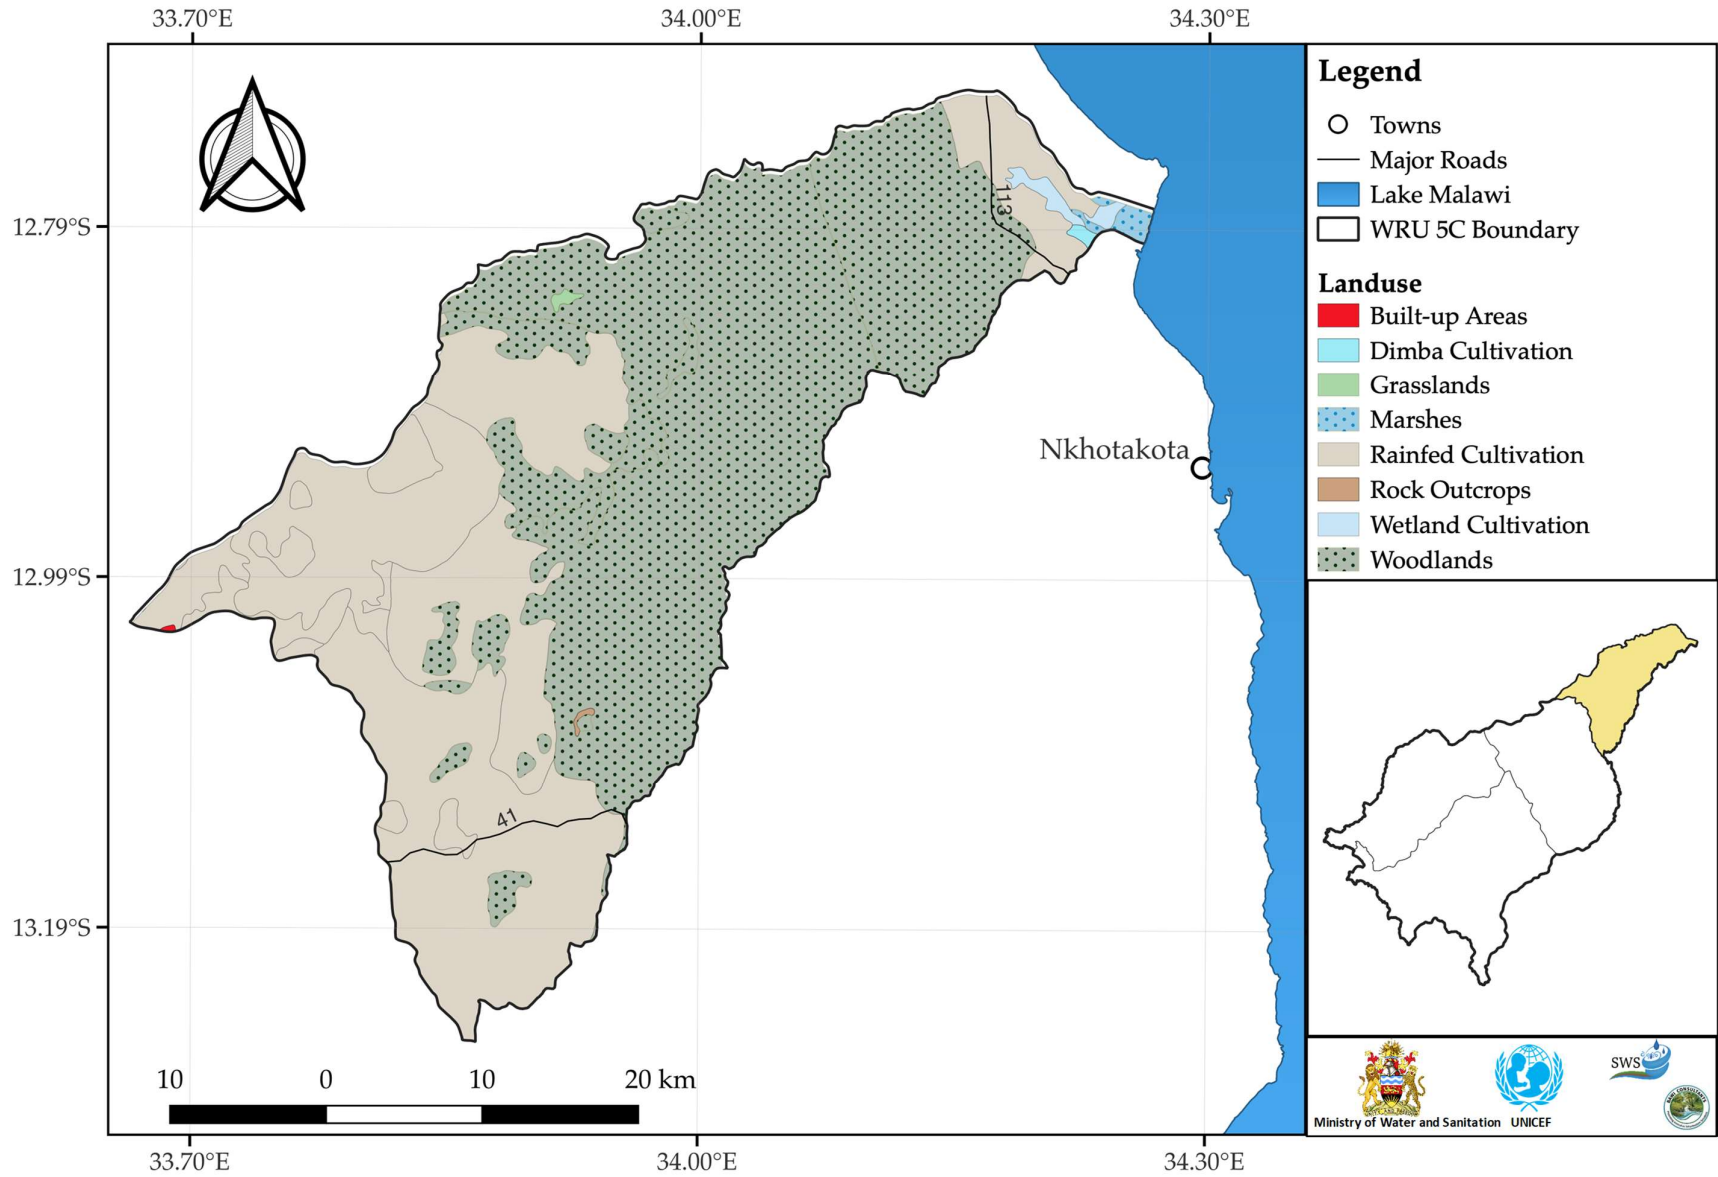 33.70°E 34.00°E 34.30°E
12.79°S
12.99°S
13.19°S
113
Nkhotakota
41
10 0 10 20 km
33.70°E 34.00°E 34.30°E
Legend
Towns
Major Roads
Lake Malawi
WRU 5C Boundary
Landuse
Built-up Areas
Dimba Cultivation
Grasslands
Marshes
Rainfed Cultivation
Rock Outcrops
Wetland Cultivation
Woodlands
SWS
Ministry of Water and Sanitation UNICEF